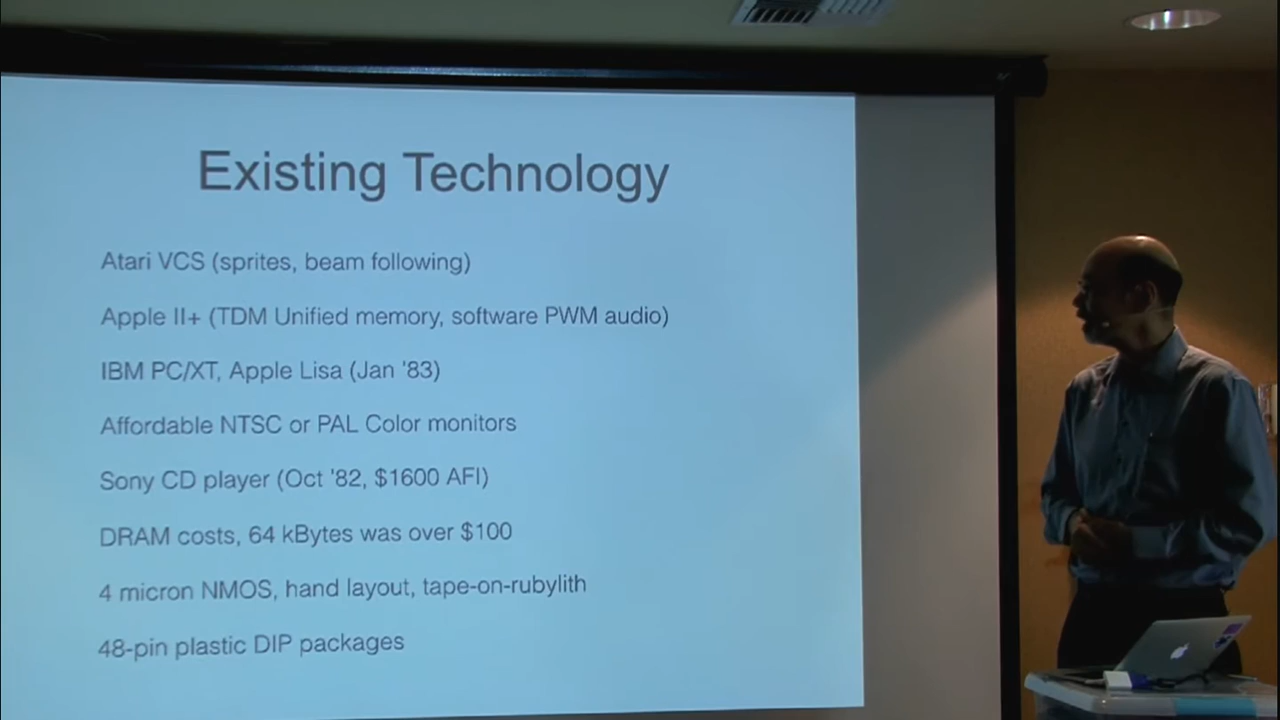 Existing Technology
Atari VCS (sprites, beam following)
Apple II+ (TDM Unified memory, software PWM audio)
IBM PC/XT, Apple Lisa (Jan '83)
Affordable NTSC or PAL Color monitors
Sony CD player (Oct '82, $1600 AFI)
DRAM costs, 64 kBytes was over $100
4 micron NMOS, hand layout, tape-on-rubylith
48-pin plastic DIP packages